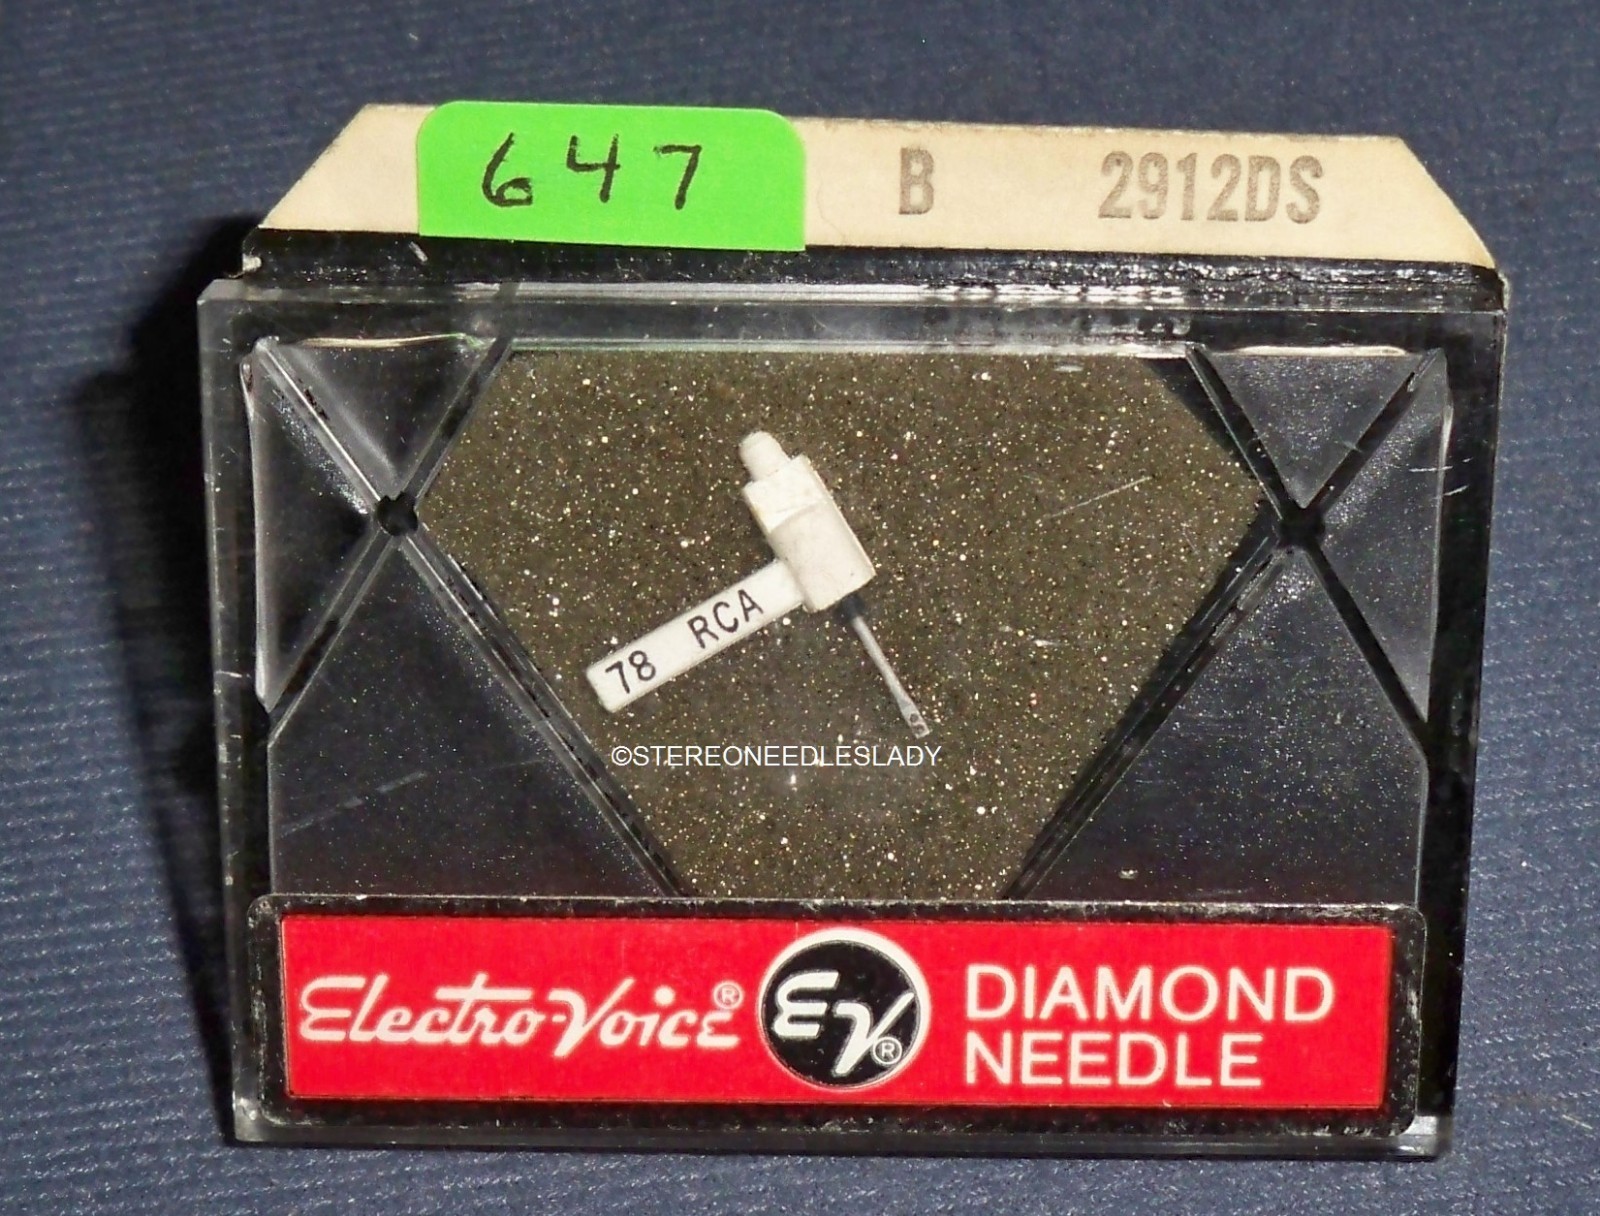 647
B 2912DS
78 RCA
©STEREONEEDLESLADY
Electro-Voice® EV® DIAMOND
NEEDLE